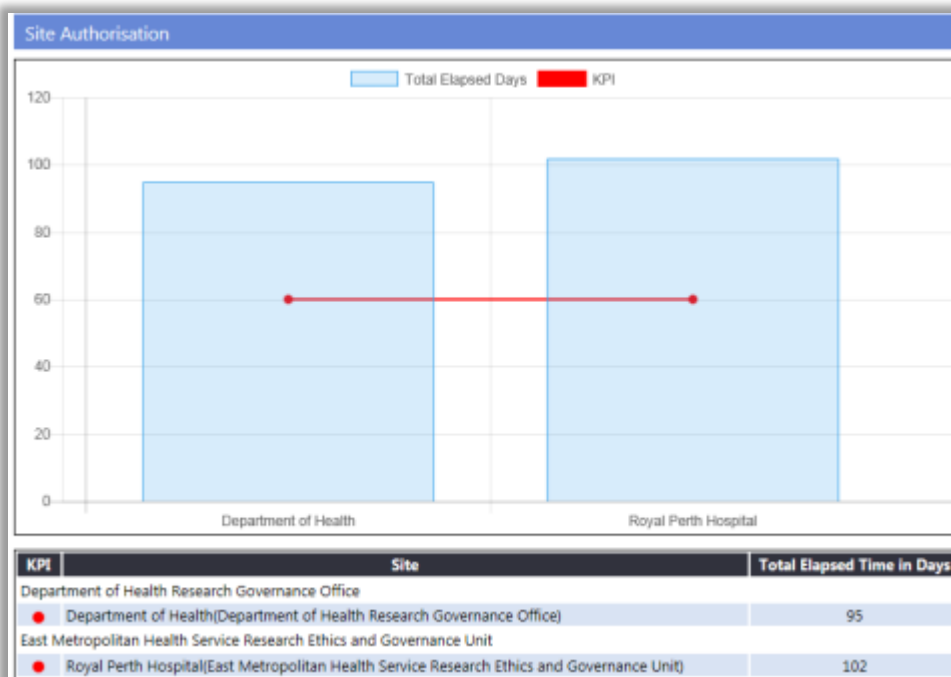 Site Authorisation
Total Elapsed Days KPI
120
100
80
60
40
20
0
Department of Health Royal Perth Hospital
KPI Site Total Elapsed Time in Days
Department of Health Research Governance Office
Department of Health(Department of Health Research Governance Office) 95
East Metropolitan Health Service Research Ethics and Governance Unit
Royal Perth Hospital(East Metropolitan Health Service Research Ethics and Governance Unit) 102